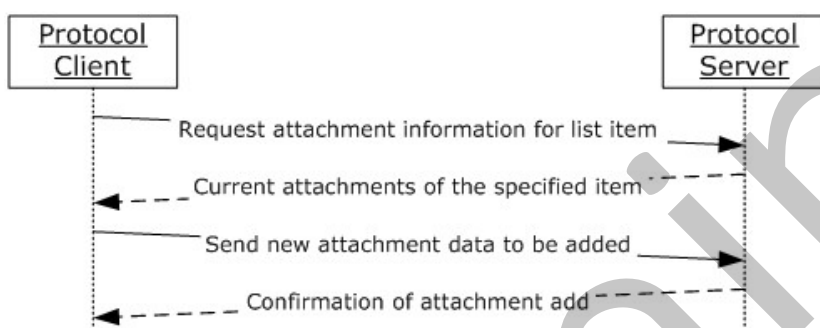 Protocol
Client
Protocol
Server
Request attachment information for list item
Current attachments of the specified item
Send new attachment data to be added
Confirmation of attachment add